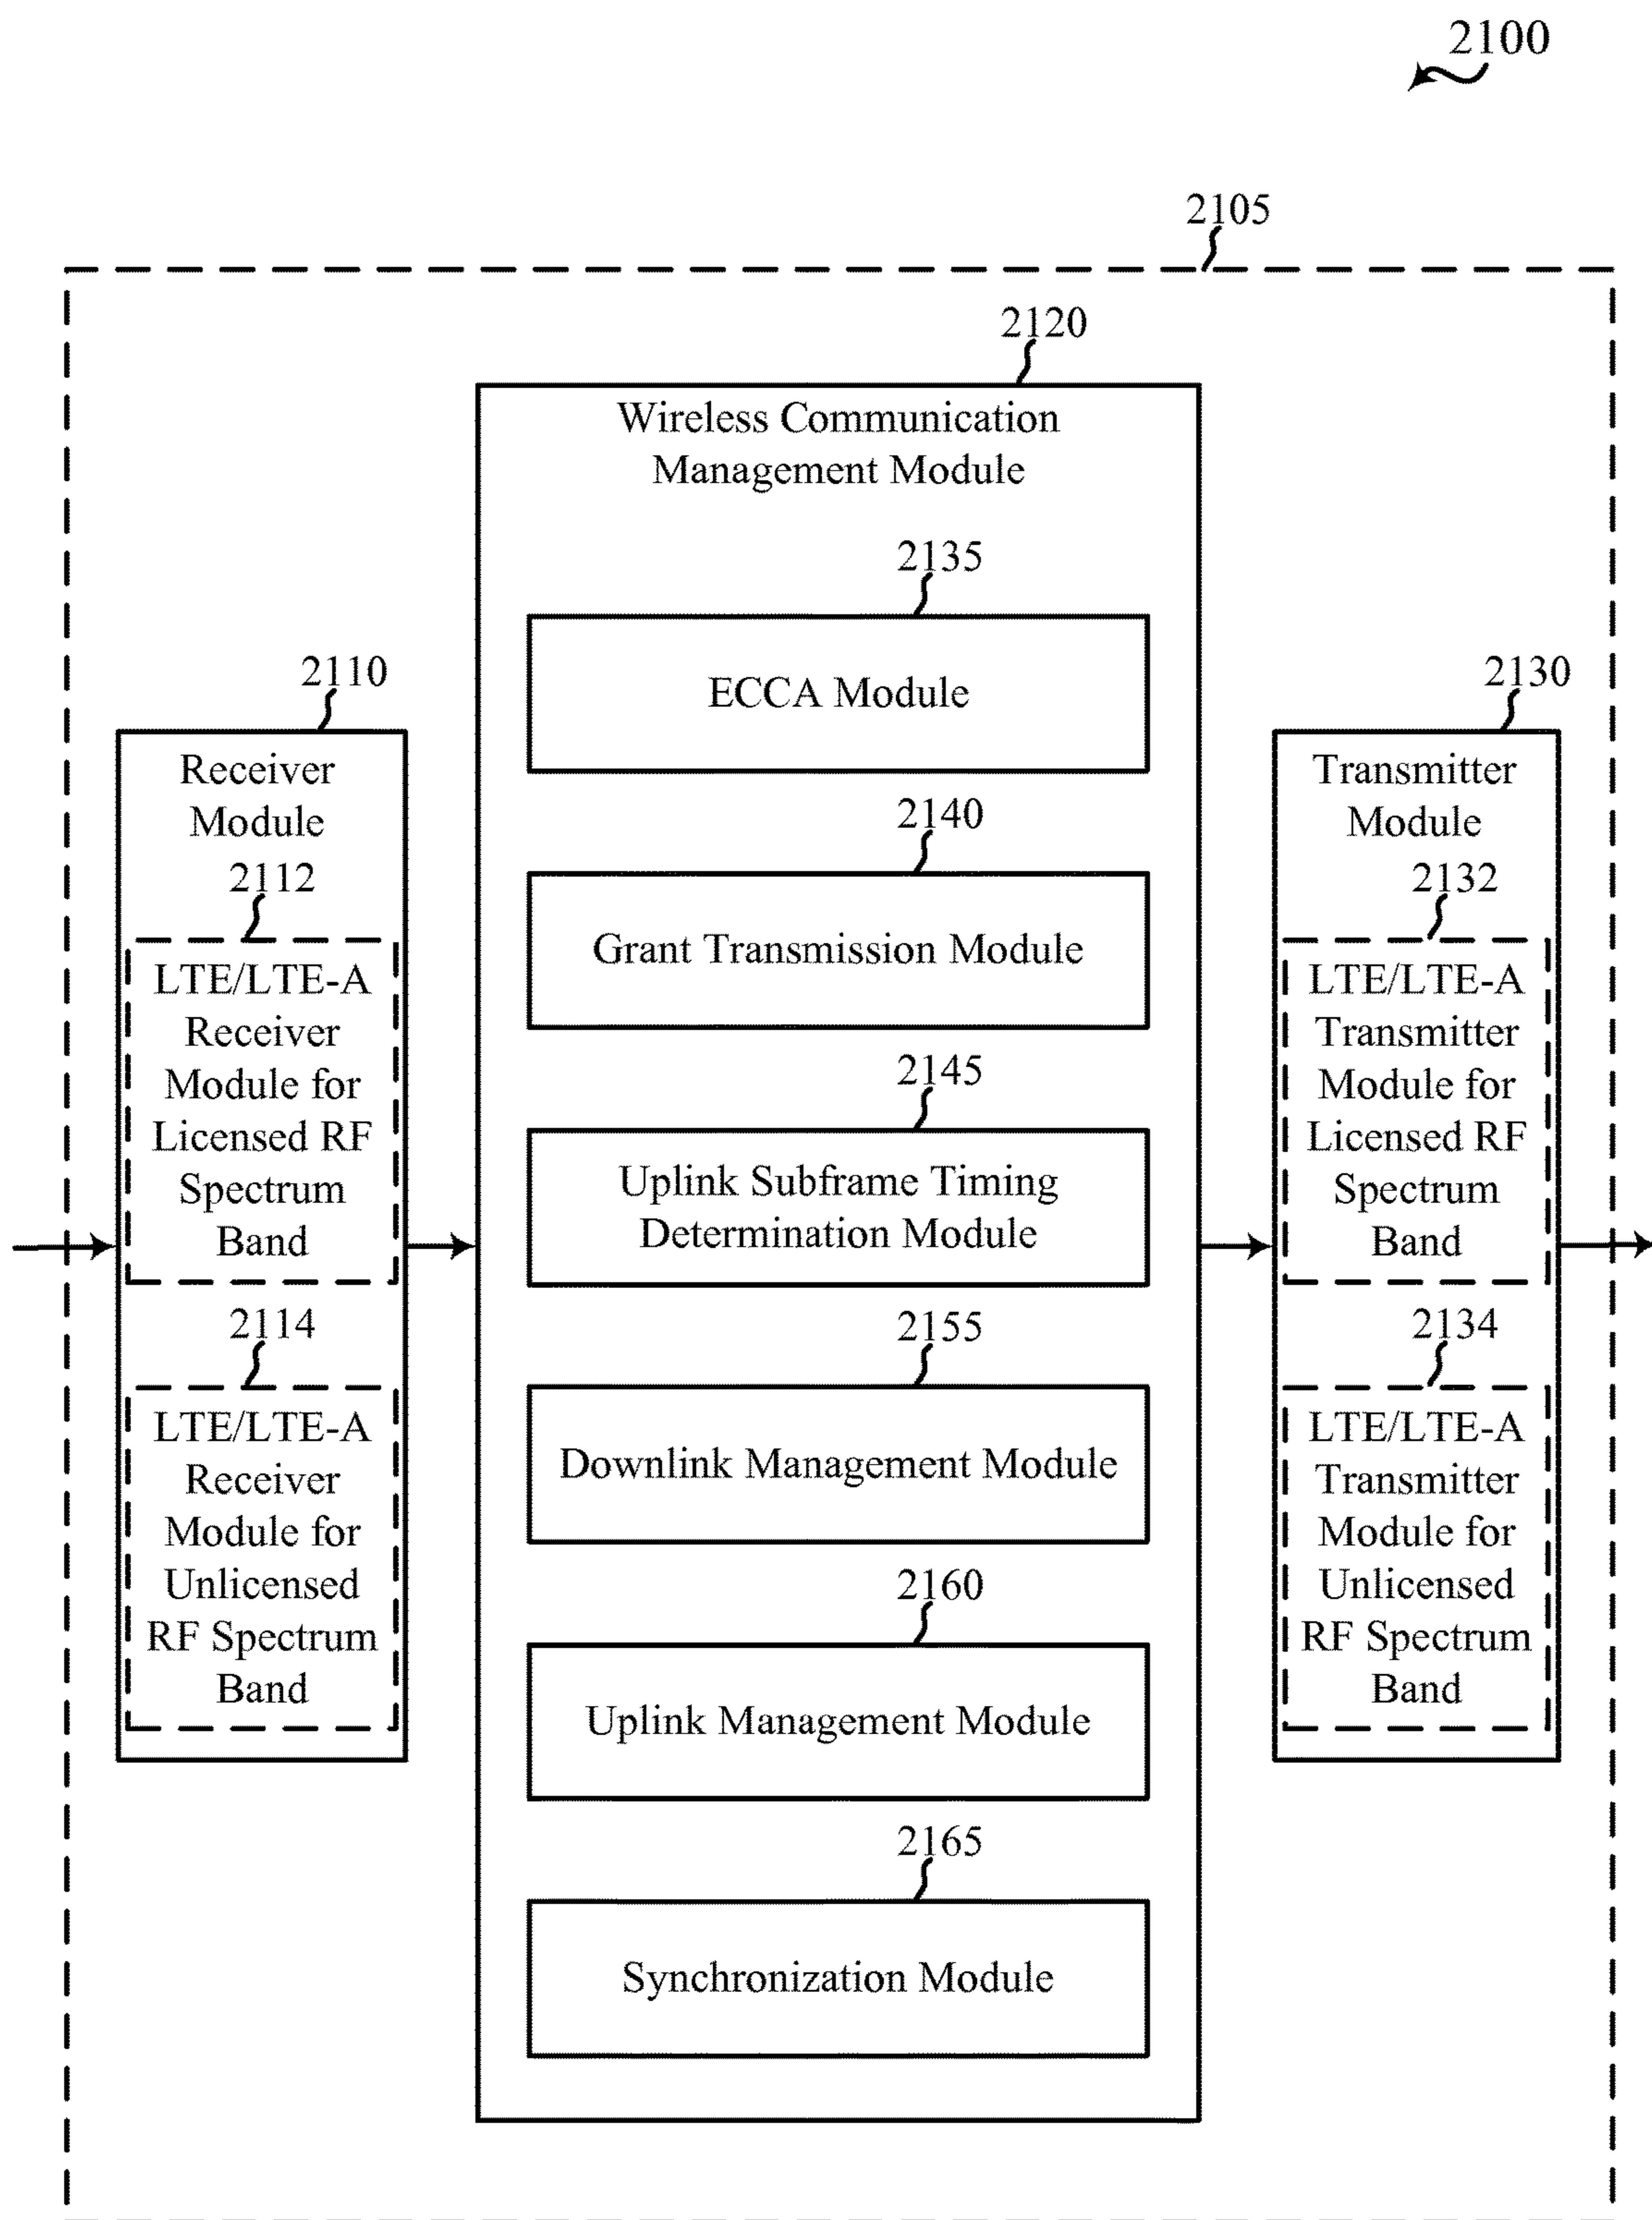 2100
2105
2120
Wireless Communication
Management Module
2135
ECCA Module
2140
Grant Transmission Module
2145
Uplink Subframe Timing
Determination Module
2155
Downlink Management Module
2160
Uplink Management Module
2165
Synchronization Module
2110
Receiver
Module
2112
LTE/LTE-A
Receiver
Module for
Licensed RF
Spectrum
Band
2114
LTE/LTE-A
Receiver
Module for
Unlicensed
RF Spectrum
Band
2130
Transmitter
Module
2132
LTE/LTE-A
Transmitter
Module for
Licensed RF
Spectrum
Band
2134
LTE/LTE-A
Transmitter
Module for
Unlicensed
RF Spectrum
Band